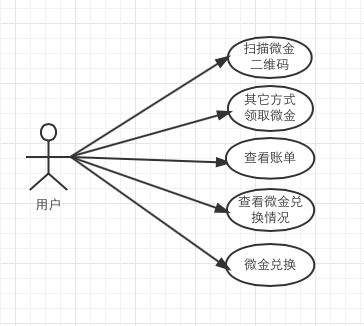 扫描微金
二维码
其它方式
领取微金
查看账单
查看微金兑
换情况
微金兑换
用户